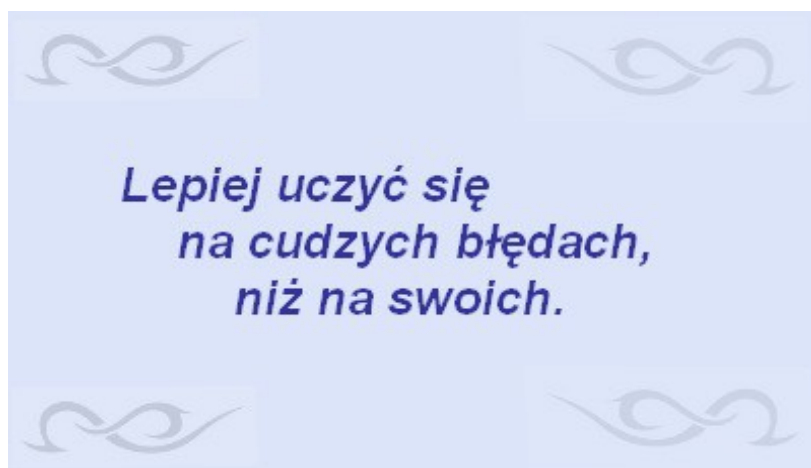 Lepiej uczyć się
na cudzych błędach,
niż na swoich.